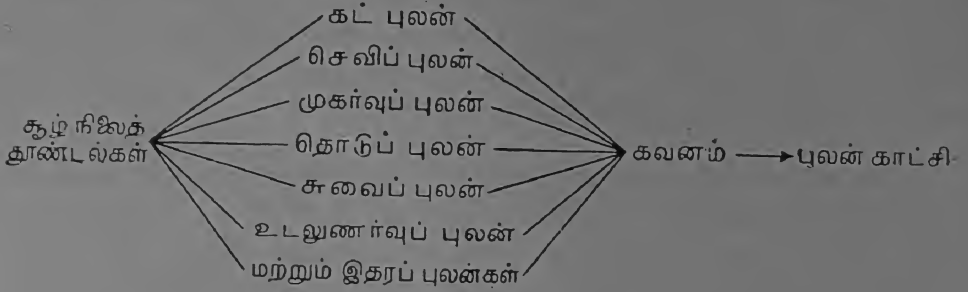 சூழ் நிலைத்
தூண்டல்கள்
கட் புலன்
செவிப் புலன்
முகர்வுப் புலன்
தொடுப் புலன்
சுவைப் புலன்
உடலுணர்வுப் புலன்
மற்றும் இதரப் புலன்கள்
கவனம்
புலன் காட்சி